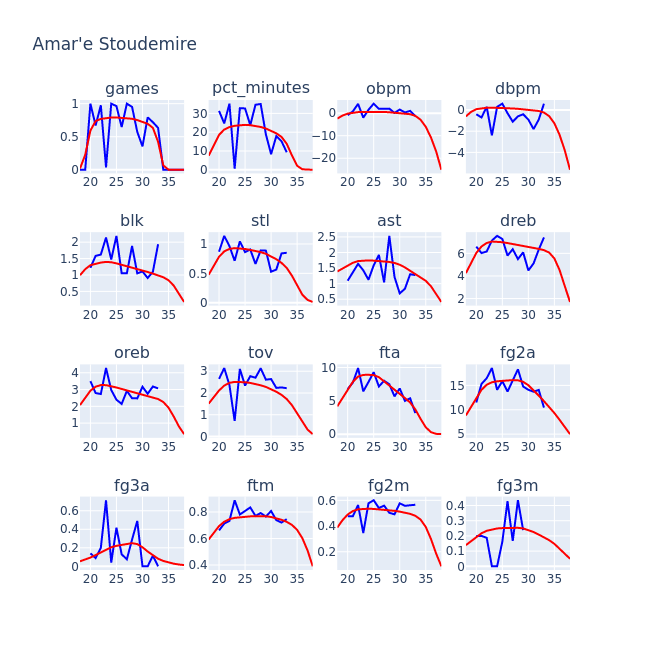 Amar'e Stoudemire
games pct_minutes obpm dbpm
1 0.5 0 20 25 30 35
30 20 10 0 20 25 30 35
0 −10 −20 20 25 30 35
0 −2 −4 20 25 30 35
blk stl ast dreb
2 1.5 1 0.5 20 25 30 35
1 0.5 0 20 25 30 35
2.5 2 1.5 1 0.5 20 25 30 35
6 4 2 20 25 30 35
oreb tov fta fg2a
4 3 2 1 20 25 30 35
3 2 1 0 20 25 30 35
10 5 0 20 25 30 35
15 10 5 20 25 30 35
fg3a ftm fg2m fg3m
0.6 0.4 0.2 0 20 25 30 35
0.8 0.6 0.4 20 25 30 35
0.6 0.4 0.2 20 25 30 35
0.4 0.3 0.2 0.1 0 20 25 30 35